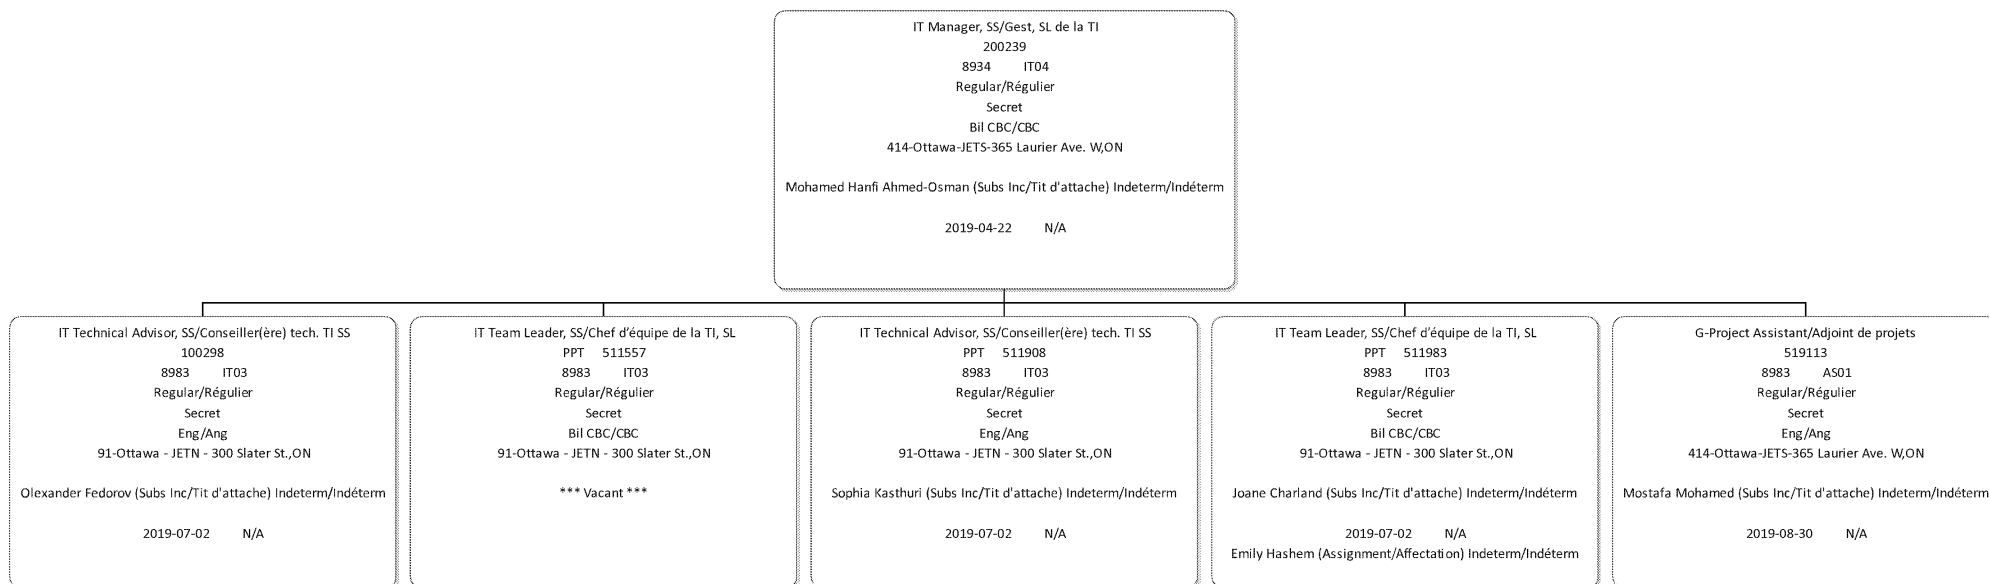 IT Manager, SS/Gest, SL de la TI
200239
8934 IT04
Regular/Régulier
Secret
Bil CBC/CBC
414-Ottawa-JETS-365 Laurier Ave. W,ON
Mohamed Hanfi Ahmed-Osman (Subs Inc/Tit d'attache) Indeterm/Indéterm
2019-04-22 N/A
IT Technical Advisor, SS/Conseiller(ère) tech. TI SS
100298
8983 IT03
Regular/Régulier
Secret
Eng/Ang
91-Ottawa - JETN - 300 Slater St.,ON
Olexander Fedorov (Subs Inc/Tit d'attache) Indeterm/Indéterm
2019-07-02 N/A
IT Team Leader, SS/Chef d'équipe de la TI, SL
PPT 511557
8983 IT03
Regular/Régulier
Secret
Bil CBC/CBC
91-Ottawa - JETN - 300 Slater St.,ON
*** Vacant ***
IT Technical Advisor, SS/Conseiller(ère) tech. TI SS
PPT 511908
8983 IT03
Regular/Régulier
Secret
Eng/Ang
91-Ottawa - JETN - 300 Slater St.,ON
Sophia Kasthuri (Subs Inc/Tit d'attache) Indeterm/Indéterm
2019-07-02 N/A
IT Team Leader, SS/Chef d'équipe de la TI, SL
PPT 511983
8983 IT03
Regular/Régulier
Secret
Bil CBC/CBC
91-Ottawa - JETN - 300 Slater St.,ON
Joane Charland (Subs Inc/Tit d'attache) Indeterm/Indéterm
2019-07-02 N/A
Emily Hashem (Assignment/Affectation) Indeterm/Indéterm
G-Project Assistant/Adjoint de projets
519113
8983 AS01
Regular/Régulier
Secret
Eng/Ang
414-Ottawa-JETS-365 Laurier Ave. W,ON
Mostafa Mohamed (Subs Inc/Tit d'attache) Indeterm/Indéterm
2019-08-30 N/A